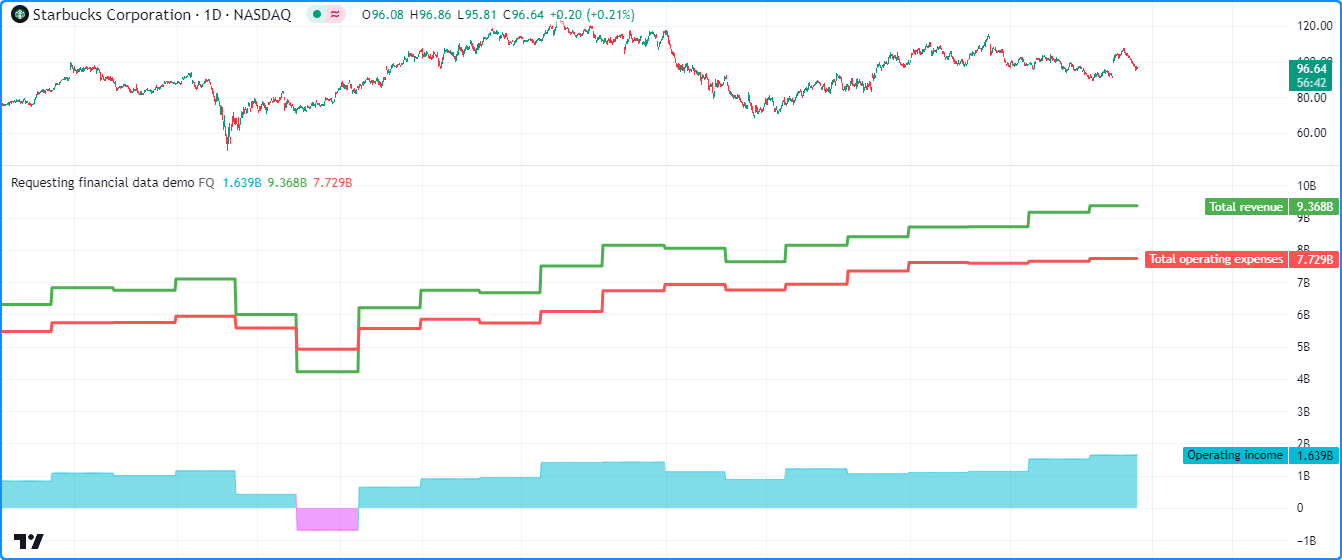 Starbucks Corporation · 1D · NASDAQ O96.08 H96.86 L95.81 C96.64 +0.20 (+0.21%)
120.00
100.00
96.64
56:42
80.00
60.00
Requesting financial data demo FQ 1.639B 9.368B 7.729B
10B
Total revenue 9.368B
9B
8B
Total operating expenses 7.729B
7B
6B
5B
4B
3B
2B
Operating income 1.639B
1B
0
−1B